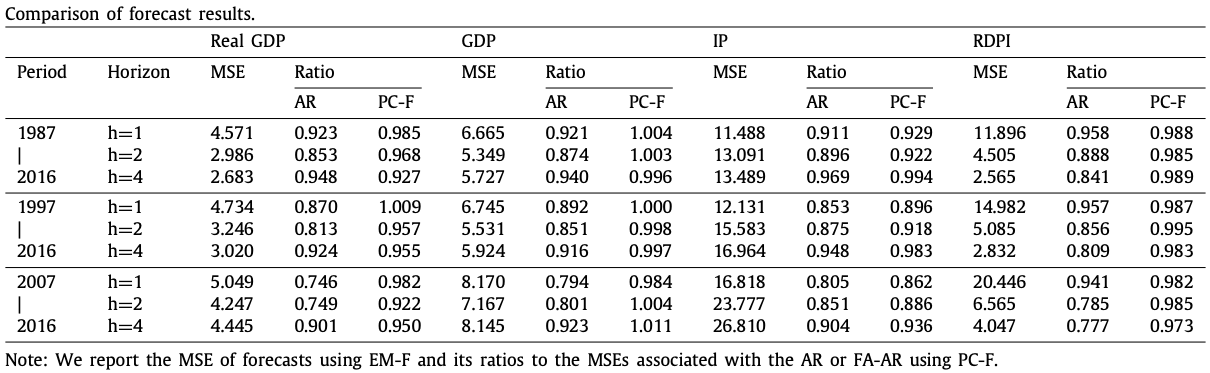 Comparison of forecast results.
Real GDP GDP IP RDPI
Period Horizon MSE Ratio MSE Ratio MSE Ratio MSE Ratio
AR PC-F AR PC-F AR PC-F AR PC-F
1987 h=1 4.571 0.923 0.985 6.665 0.921 1.004 11.488 0.911 0.929 11.896 0.958 0.988
| h=2 2.986 0.853 0.968 5.349 0.874 1.003 13.091 0.896 0.922 4.505 0.888 0.985
2016 h=4 2.683 0.948 0.927 5.727 0.940 0.996 13.489 0.969 0.994 2.565 0.841 0.989
1997 h=1 4.734 0.870 1.009 6.745 0.892 1.000 12.131 0.853 0.896 14.982 0.957 0.987
| h=2 3.246 0.813 0.957 5.531 0.851 0.998 15.583 0.875 0.918 5.085 0.856 0.995
2016 h=4 3.020 0.924 0.955 5.924 0.916 0.997 16.964 0.948 0.983 2.832 0.809 0.983
2007 h=1 5.049 0.746 0.982 8.170 0.794 0.984 16.818 0.805 0.862 20.446 0.941 0.982
| h=2 4.247 0.749 0.922 7.167 0.801 1.004 23.777 0.851 0.886 6.565 0.785 0.985
2016 h=4 4.445 0.901 0.950 8.145 0.923 1.011 26.810 0.904 0.936 4.047 0.777 0.973
Note: We report the MSE of forecasts using EM-F and its ratios to the MSEs associated with the AR or FA-AR using PC-F.